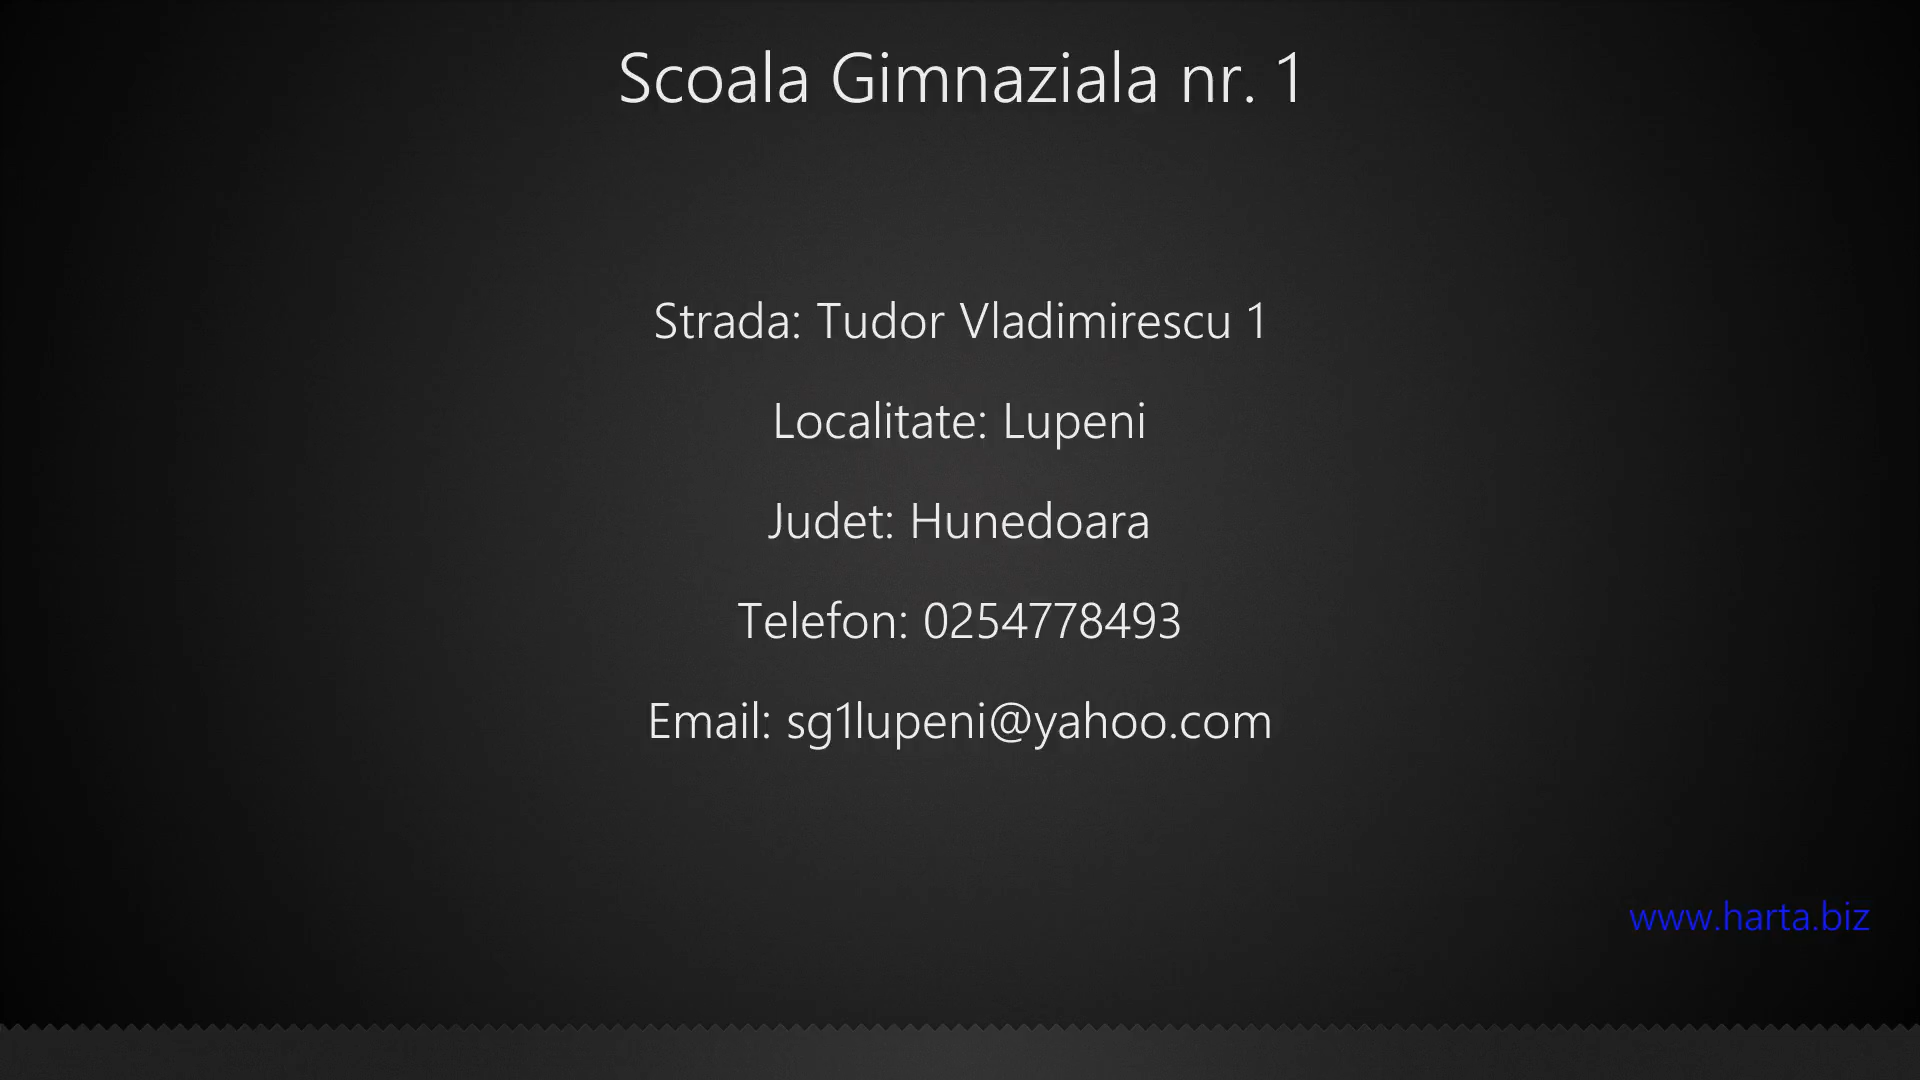 Scoala Gimnaziala nr. 1
Strada: Tudor Vladimirescu 1
Localitate: Lupeni
Judet: Hunedoara
Telefon: 0254778493
Email: sg1lupeni@yahoo.com
www.harta.biz